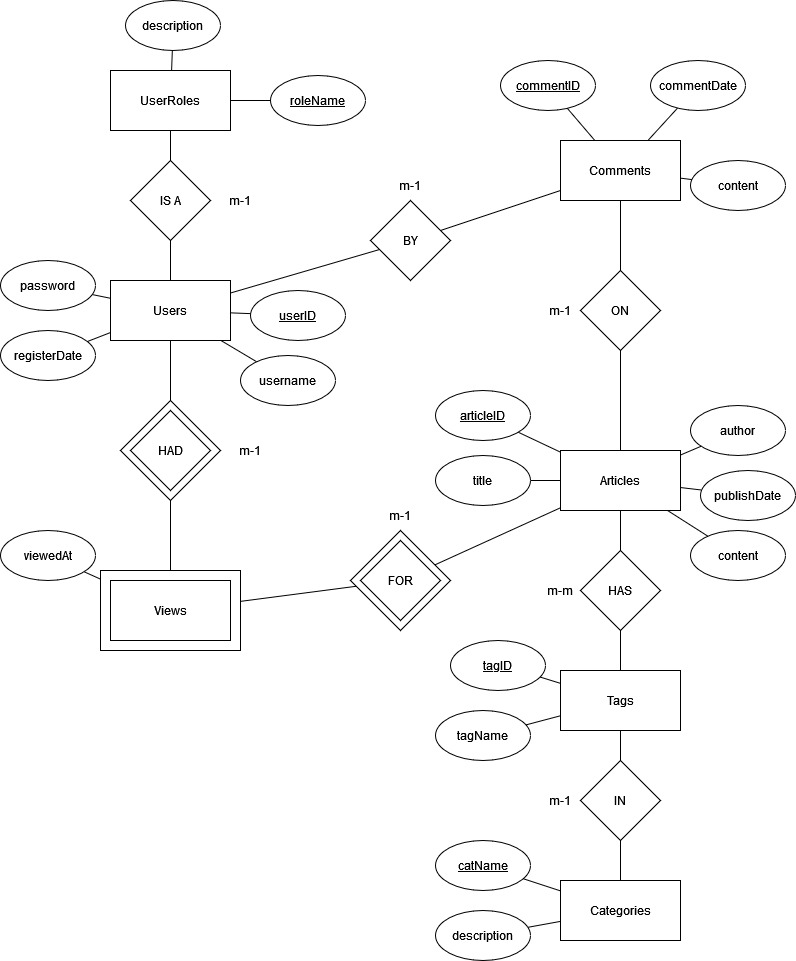 description
UserRoles
roleName
commentID
commentDate
Comments
content
IS A
m-1
m-1
BY
password
Users
userID
registerDate
username
m-1
ON
articleID
author
HAD
m-1
title
Articles
publishDate
m-1
content
viewedAt
FOR
m-m
HAS
Views
tagID
Tags
tagName
m-1
IN
catName
Categories
description